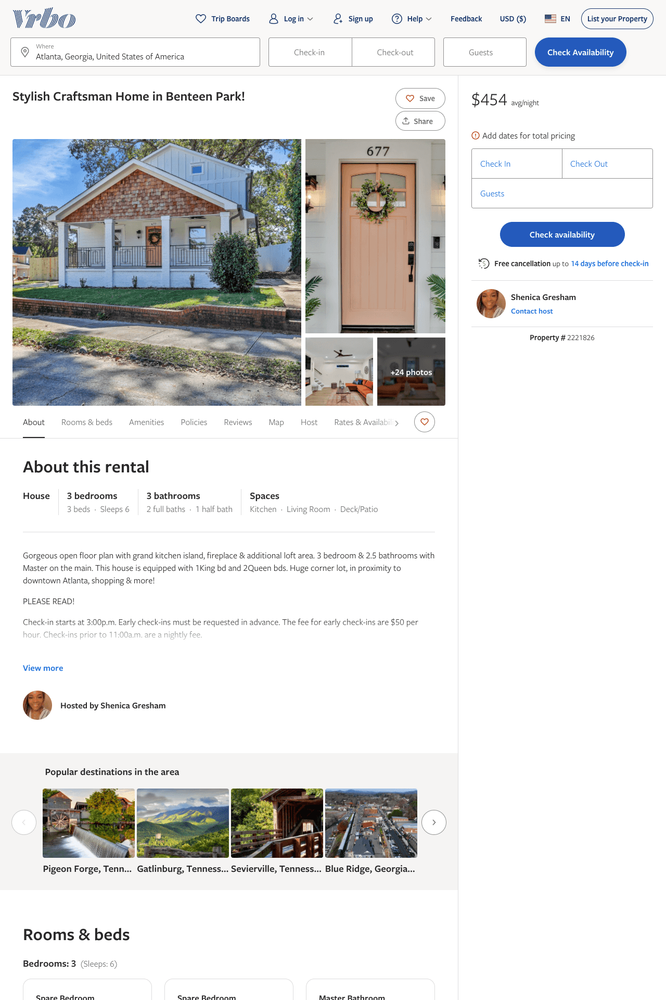 Vrbo
Trip Boards
Log in
Sign up
Help
Feedback
USD ($)
EN
List your Property
Where
Atlanta, Georgia, United States of America
Check-in
Check-out
Guests
Check Availability
Stylish Craftsman Home in Benteen Park!
Save
Share
$454 avg/night
Add dates for total pricing
Check In
Check Out
Guests
Check availability
Free cancellation up to 14 days before check-in
Shenica Gresham
Contact host
Property # 2221826
677
677
+24 photos
About
Rooms & beds
Amenities
Policies
Reviews
Map
Host
Rates & Availabili
About this rental
House
3 bedrooms
3 beds · Sleeps 6
3 bathrooms
2 full baths · 1 half bath
Spaces
Kitchen · Living Room · Deck/Patio
Gorgeous open floor plan with grand kitchen island, fireplace & additional loft area. 3 bedroom & 2.5 bathrooms with
Master on the main. This house is equipped with 1King bd and 2Queen bds. Huge corner lot, in proximity to
downtown Atlanta, shopping & more!
PLEASE READ!
Check-in starts at 3:00p.m. Early check-ins must be requested in advance. The fee for early check-ins are $50 per
hour. Check-ins prior to 11:00a.m. are a nightly fee.
View more
Hosted by Shenica Gresham
Popular destinations in the area
Pigeon Forge, Tenn...
Gatlinburg, Tenness...
Sevierville, Tenness...
Blue Ridge, Georgia...
Rooms & beds
Bedrooms: 3 (Sleeps: 6)
Spare Bedroom
Spare Bedroom
Master Bathroom